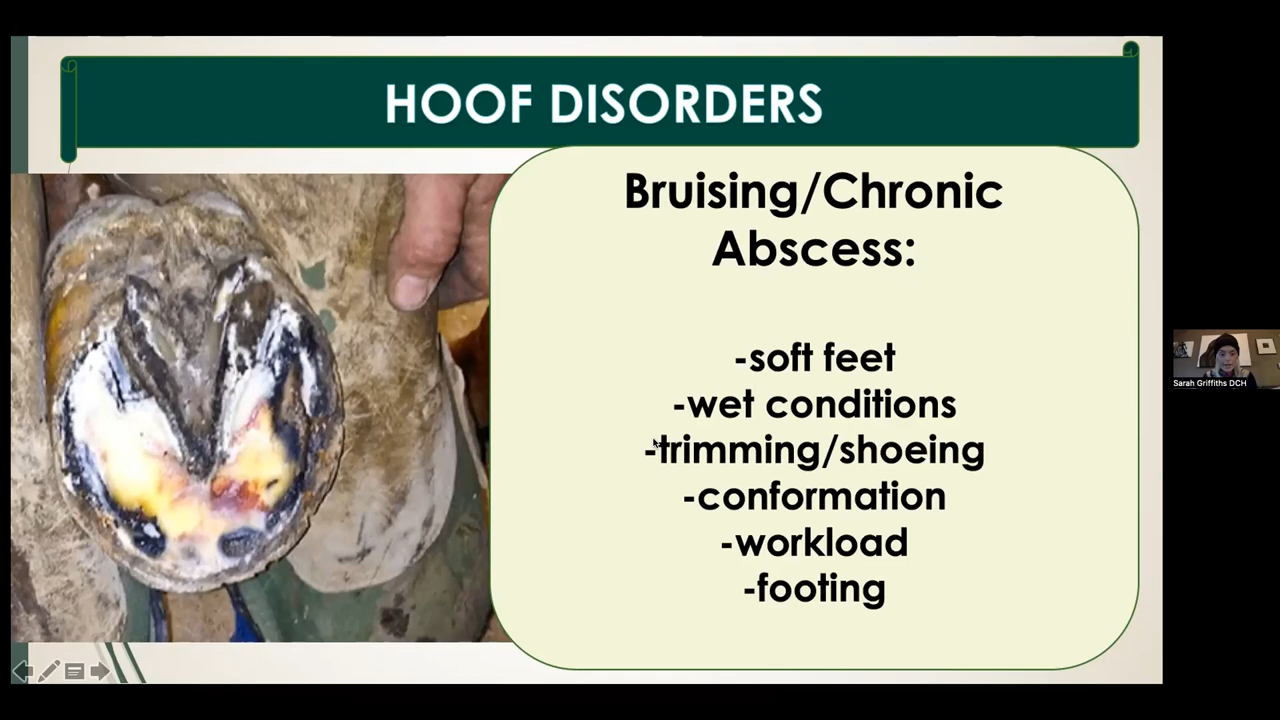 HOOF DISORDERS
Bruising/Chronic
Abscess:
-soft feet
-wet conditions
-trimming/shoeing
-conformation
-workload
-footing
Sarah Griffiths DCH